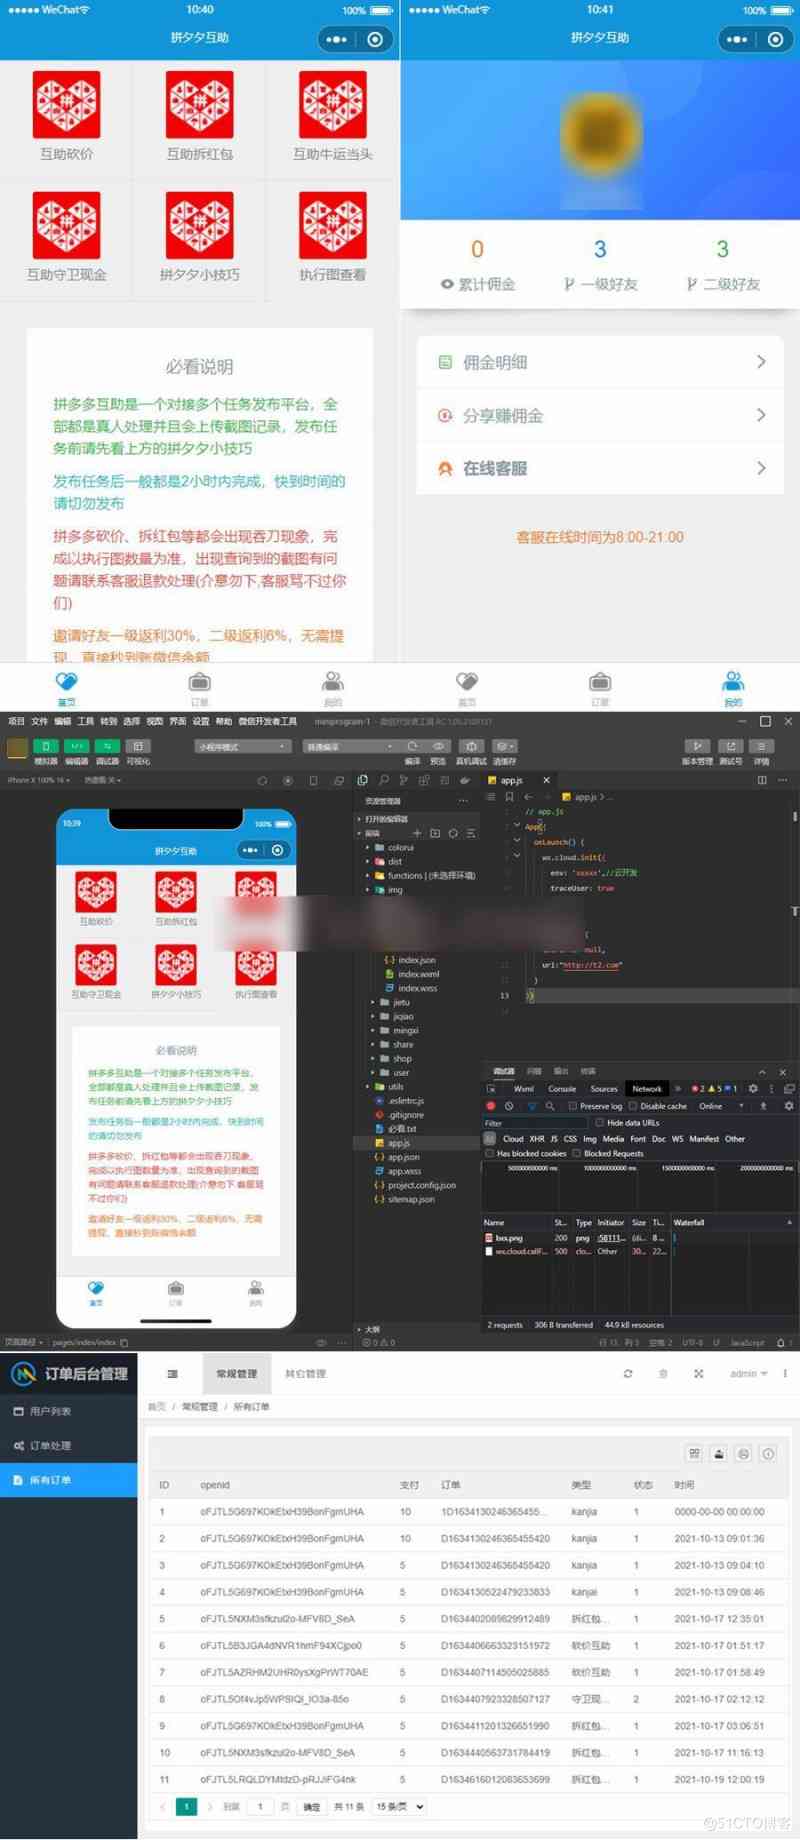 WeChat 10:40 100%
拼夕夕互助
互助砍价 互助拆红包 互助牛运当头
互助守卫现金 拼夕夕小技巧 执行图查看
必看说明
拼多多互助是一个对接多个任务发布平台，全
部都是真人处理并且会上传截图记录，发布任
务前请先看上方的拼夕夕小技巧
发布任务后一般都是2小时内完成，快到时间的
请切勿发布
拼多多砍价、拆红包等都会出现吞刀现象，完
成以执行图数量为准，出现查询到的截图有问
题请联系客服退款处理(介意勿下,客服骂不过你
们)
邀请好友一级返利30%，二级返利6%，无需提
现，直接秒到账微信余额
首页 订单 我的
WeChat 10:41 100%
拼夕夕互助
0 3 3
累计佣金 一级好友 二级好友
佣金明细
分享赚佣金
在线客服
客服在线时间为8:00-21:00
首页 订单 我的
项目 文件 编辑 工具 转到 选择 视图 界面 设置 帮助 微信开发者工具 miniprogram-1
模拟器 编辑器 调试器 可视化 小程序模式 普通编译 编译 预览 真机调试 清缓存 版本管理 测试号 详情
iPhone X 100% 16 热重载 关
10:39 100%
拼夕夕互助
互助砍价 互助拆红包
互助守卫现金 拼夕夕小技巧 执行图查看
必看说明
拼多多互助是一个对接多个任务发布平台，
全部都是真人处理并且会上传截图记录，发
布任务前请先看上方的拼夕夕小技巧
发布任务后一般都是2小时内完成，快到时间
的请切勿发布
拼多多砍价、拆红包等都会出现吞刀现象，
完成以执行图数量为准，出现查询到的截图
有问题请联系客服退款处理(介意勿下,客服骂
不过你们)
邀请好友一级返利30%，二级返利6%，无需
提现，直接秒到账微信余额
首页 订单 我的
页面路径 pages/index/index
资源管理器
打开的编辑器
colorui
dist
functions | (未选择环境)
img
index.json
index.wxml
index.wxss
jietu
jiqiao
mingxi
share
shop
user
utils
.eslintrc.js
.gitignore
必看.txt
app.js
app.json
app.wxss
project.config.json
sitemap.json
大纲
0 0
app.js
app.js > ...
// app.js
App({
onLaunch() {
wx.cloud.init({
env: 'xxxxx',//云开发
traceUser: true
{
null,
url:"http://t2.com"
}
13 })
调试器 问题 输出 终端
Wxml Console Sources Network 2 5 1
Preserve log Disable cache Online
Filter Hide data URLs
Cloud XHR JS CSS Img Media Font Doc WS Manifest Other
Has blocked cookies Blocked Requests
500000000000 ms 1000000000000 ms 1500000000000 ms 2000000000000 ms
Name St... Type Initiator Size Ti... Waterfall
bxx.png 200 png :58111... (di... 8 ...
wx.cloud.callF... 500 clo... Other 30... 22...
2 requests 306 B transferred 44.9 kB resources
行 13, 列 3 空格: 2 UTF-8 LF JavaScript 1
订单后台管理 常规管理 其它管理 admin
用户列表
订单处理
所有订单
首页 / 常规管理 / 所有订单
ID openid 支付 订单 类型 状态 时间
1 oFJTL5G697KOkEtxH39BonFgmUHA 10 1D1634130246365455... kanjia 1 0000-00-00 00:00:00
2 oFJTL5G697KOkEtxH39BonFgmUHA 10 D1634130246365455420 kanjia 1 2021-10-13 09:01:36
3 oFJTL5G697KOkEtxH39BonFgmUHA 5 D1634130246365455420 kanjia 1 2021-10-13 09:04:10
4 oFJTL5G697KOkEtxH39BonFgmUHA 5 D1634130522479233833 kanjai 1 2021-10-13 09:08:46
5 oFJTL5NXM3sfkzul2o-MFV8D_SeA 5 D1634402089829912489 拆红包... 1 2021-10-17 12:35:01
6 oFJTL5B3JGA4dNVR1hmF94XCjpo0 5 D1634406663323151972 砍价互助 1 2021-10-17 01:51:17
7 oFJTL5AZRHM2UHR0ysXgPrWT70AE 5 D1634407114505025885 砍价互助 1 2021-10-17 01:58:49
8 oFJTL5Of4vJp5WPSIQI_IO3a-85o 5 D1634407923328507127 守卫现... 2 2021-10-17 02:12:12
9 oFJTL5G697KOkEtxH39BonFgmUHA 5 D1634411201326651990 拆红包... 1 2021-10-17 03:06:51
10 oFJTL5NXM3sfkzul2o-MFV8D_SeA 5 D1634440563731784419 拆红包... 1 2021-10-17 11:16:13
11 oFJTL5LRQLDYMtdzD-pRJJiFG4nk 5 D1634616012083653699 拆红包... 1 2021-10-19 12:00:19
1 到第 1 页 确定 共 11 条 15 条/页
@51CTO博客